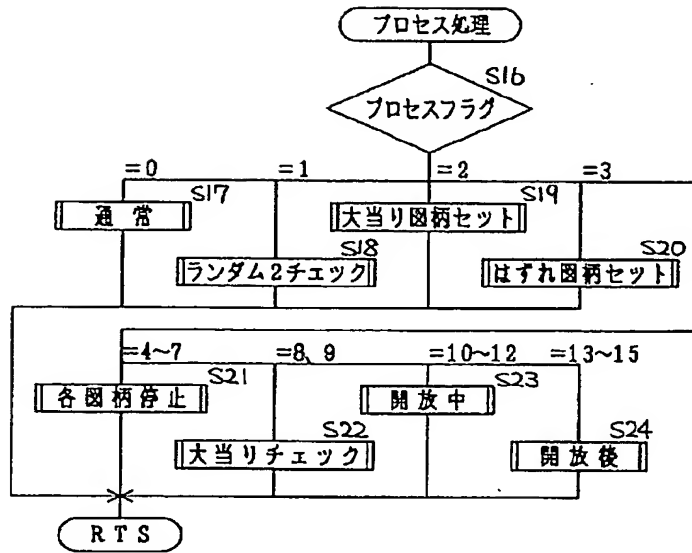 プロセス処理
S16
プロセスフラグ
=0
=1
=2
=3
S17
通常
S19
大当り図柄セット
S18
ランダム2チェック
S20
はずれ図柄セット
=4~7
=8、9
=10~12
=13~15
S21
各図柄停止
S23
開放中
S22
大当りチェック
S24
開放後
RTS